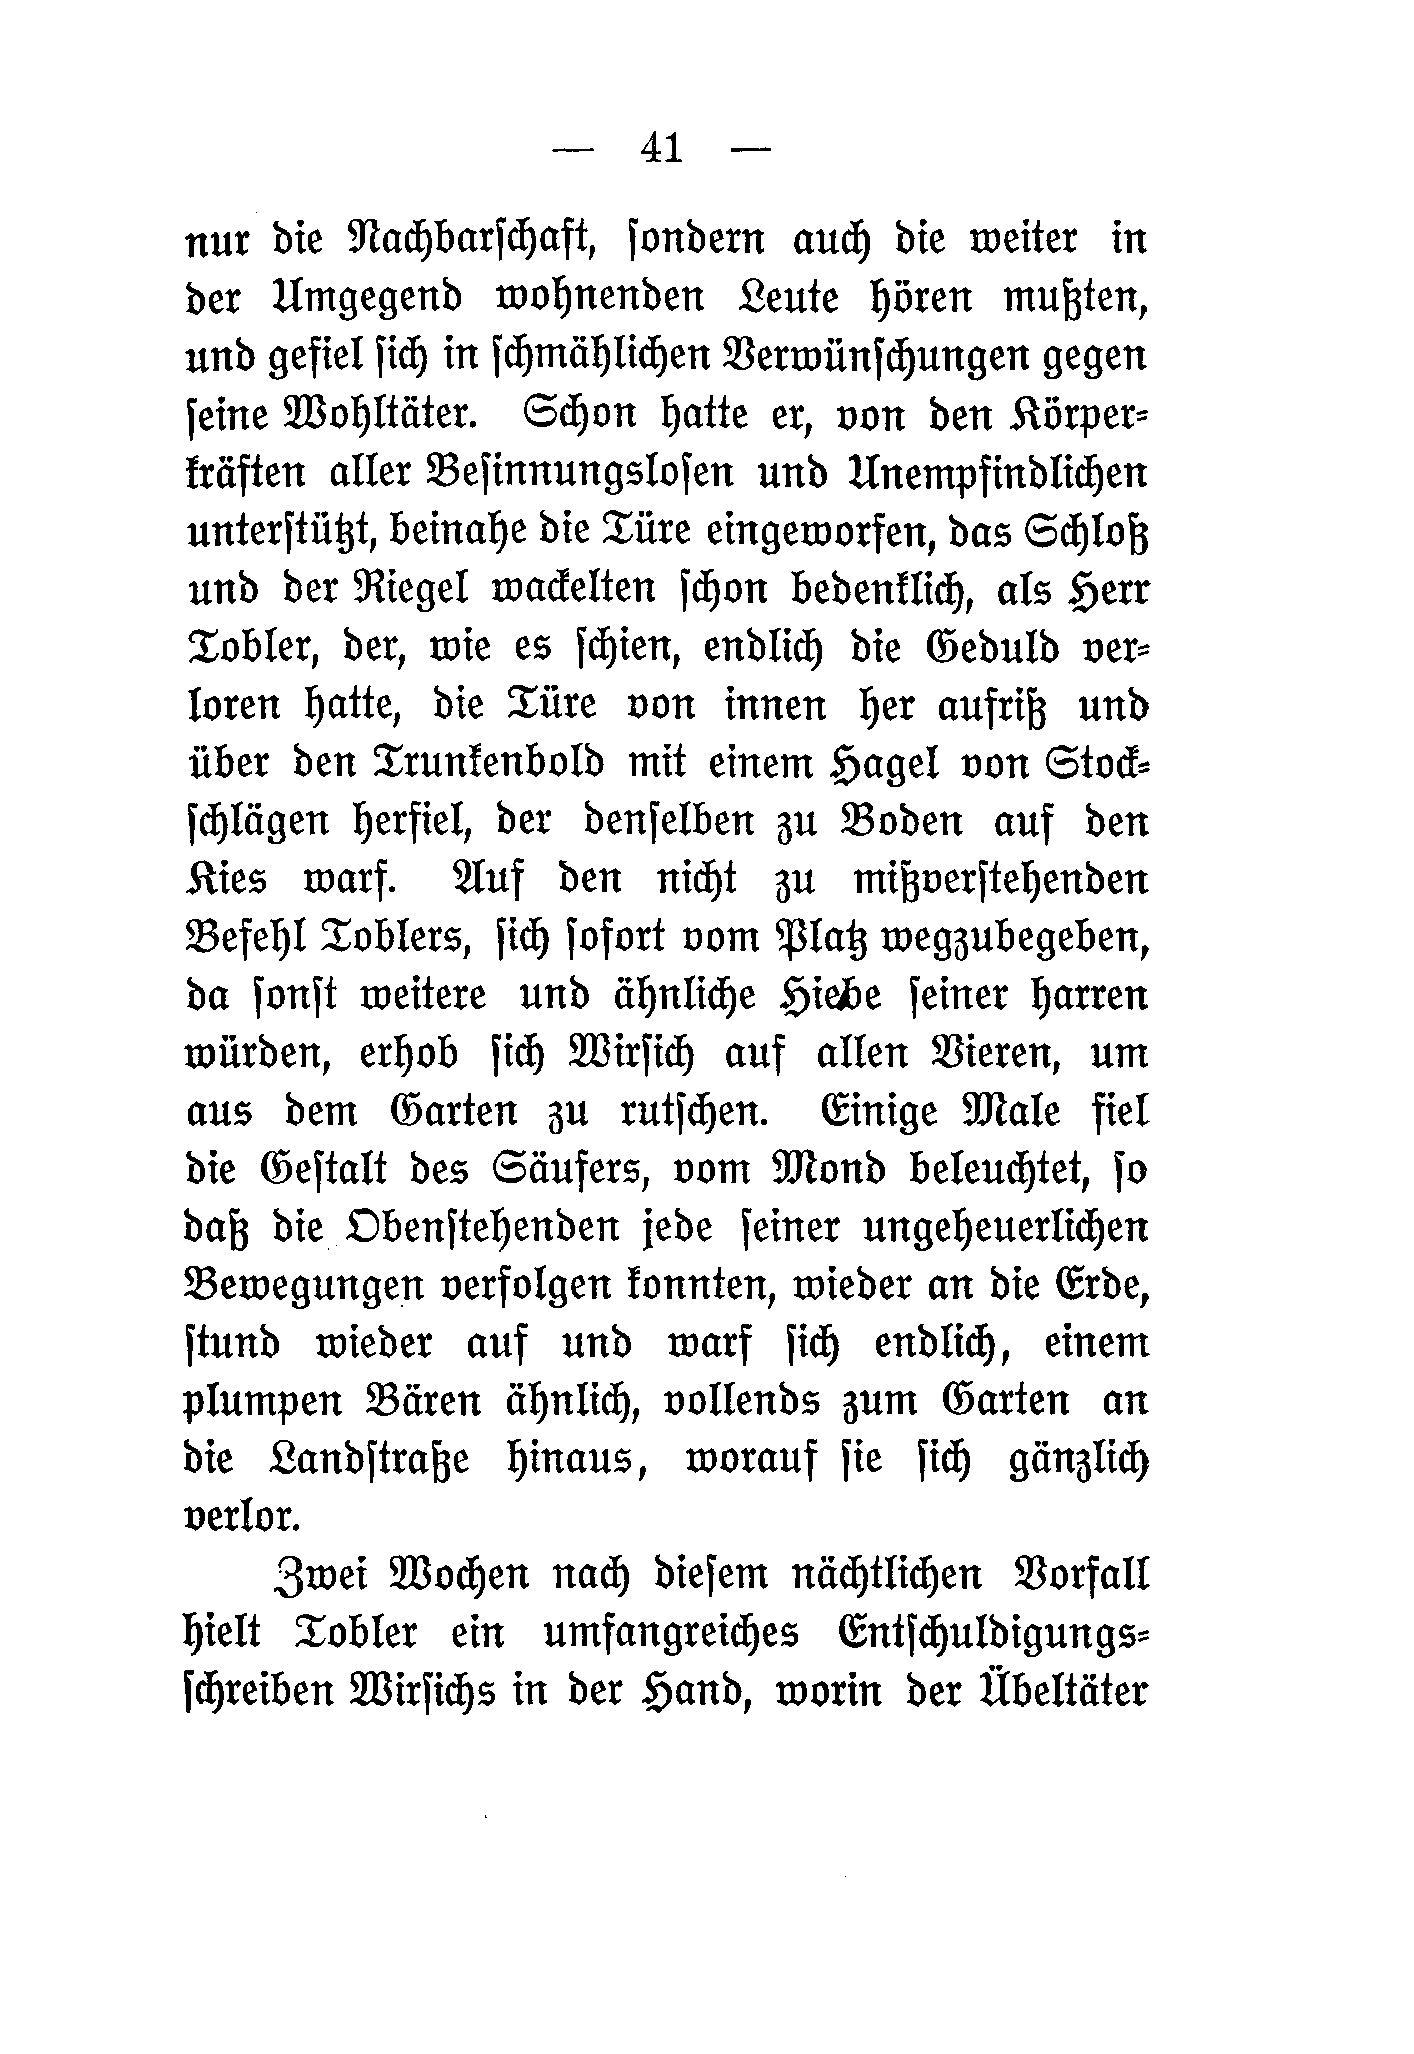 — 41 —
nur die Nachbarſchaft, ſondern auch die weiter in
der Umgegend wohnenden Leute hören mußten,
und gefiel ſich in ſchmählichen Verwünſchungen gegen
ſeine Wohltäter. Schon hatte er, von den Körper⸗
kräften aller Beſinnungsloſen und Unempfindlichen
unterſtützt, beinahe die Türe eingeworfen, das Schloß
und der Riegel wackelten ſchon bedenklich, als Herr
Tobler, der, wie es ſchien, endlich die Geduld ver⸗
loren hatte, die Türe von innen her aufriß und
über den Trunkenbold mit einem Hagel von Stock⸗
ſchlägen herfiel, der denſelben zu Boden auf den
Kies warf. Auf den nicht zu mißverſtehenden
Befehl Toblers, ſich ſofort vom Platz wegzubegeben,
da ſonſt weitere und ähnliche Hiebe ſeiner harren
würden, erhob ſich Wirſich auf allen Vieren, um
aus dem Garten zu rutſchen. Einige Male fiel
die Geſtalt des Säufers, vom Mond beleuchtet, ſo
daß die Obenſtehenden jede ſeiner ungeheuerlichen
Bewegungen verfolgen konnten, wieder an die Erde,
ſtund wieder auf und warf ſich endlich, einem
plumpen Bären ähnlich, vollends zum Garten an
die Landſtraße hinaus, worauf ſie ſich gänzlich
verlor.
Zwei Wochen nach dieſem nächtlichen Vorfall
hielt Tobler ein umfangreiches Entſchuldigungs⸗
ſchreiben Wirſichs in der Hand, worin der Übeltäter